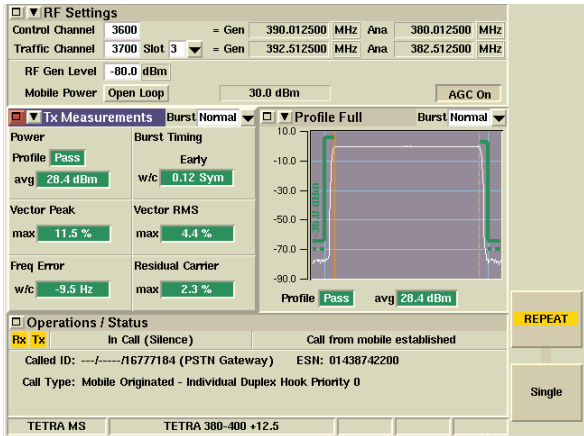 RF Settings
Control Channel 3600 = Gen 390.012500 MHz Ana 380.012500 MHz
Traffic Channel 3700 Slot 3 = Gen 392.512500 MHz Ana 382.512500 MHz
RF Gen Level -80.0 dBm
Mobile Power Open Loop 30.0 dBm AGC On
Tx Measurements Burst Normal
Power Burst Timing
Profile Pass Early
avg 28.4 dBm w/c 0.12 Sym
Vector Peak Vector RMS
max 11.5 % max 4.4 %
Freq Error Residual Carrier
w/c -9.5 Hz max 2.3 %
Profile Full Burst Normal
10.0
-10.0
-30.0
-50.0
-70.0
-90.0
-36.0 dBm
Profile Pass avg 28.4 dBm
REPEAT
Single
Operations / Status
Rx Tx In Call (Silence) Call from mobile established
Called ID: ---/-----/16777184 (PSTN Gateway) ESN: 01438742200
Call Type: Mobile Originated - Individual Duplex Hook Priority 0
TETRA MS TETRA 380-400 +12.5